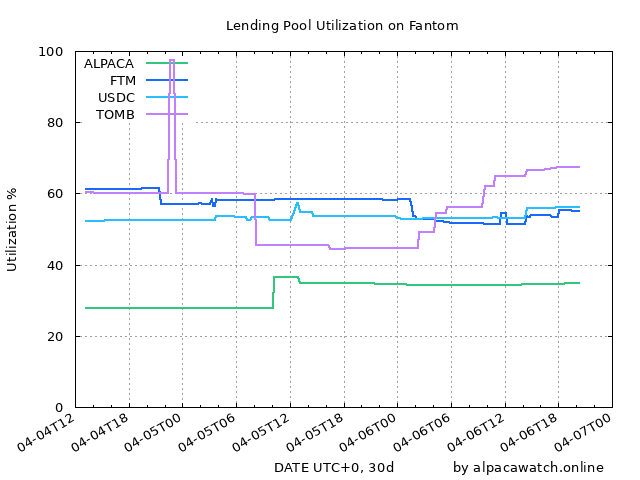 Lending Pool Utilization on Fantom
Utilization %
100
80
60
40
20
0
ALPACA
FTM
USDC
TOMB
04-04T12
04-04T18
04-05T00
04-05T06
04-05T12
04-05T18
04-06T00
04-06T06
04-06T12
04-06T18
04-07T00
DATE UTC+0, 30d
by alpacawatch.online